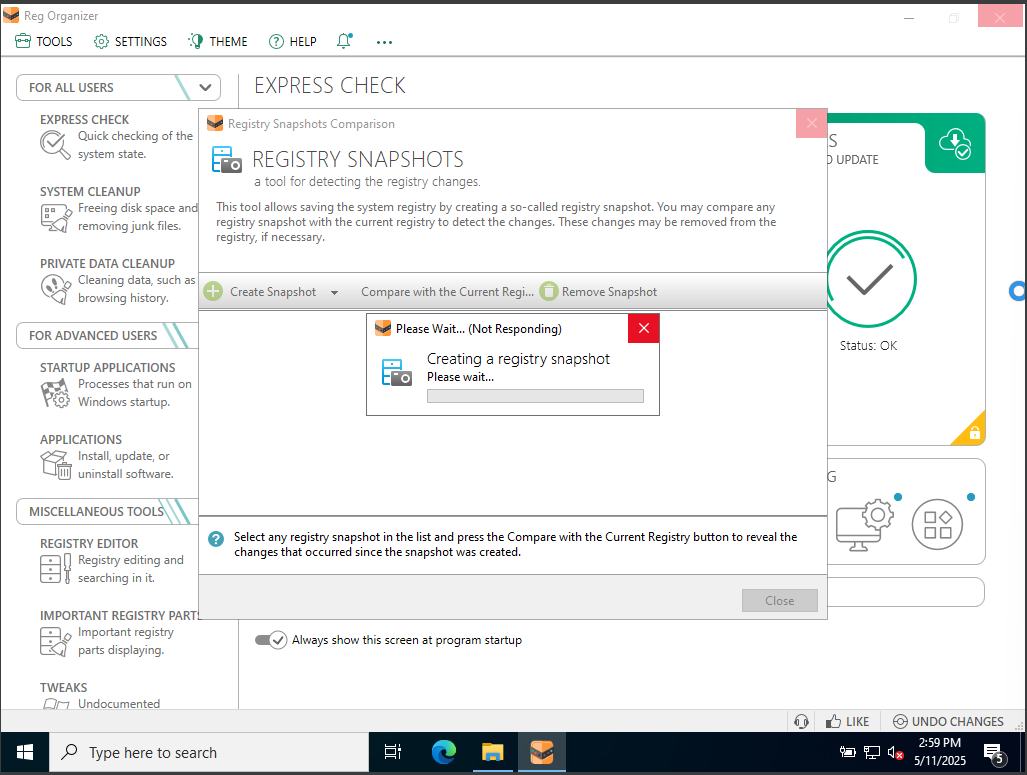 Reg Organizer
TOOLS
SETTINGS
THEME
HELP
FOR ALL USERS
EXPRESS CHECK
Quick checking of the
system state.
SYSTEM CLEANUP
Freeing disk space and
removing junk files.
PRIVATE DATA CLEANUP
Cleaning data, such as
browsing history.
FOR ADVANCED USERS
STARTUP APPLICATIONS
Processes that run on
Windows startup.
APPLICATIONS
Install, update, or
uninstall software.
MISCELLANEOUS TOOLS
REGISTRY EDITOR
Registry editing and
searching in it.
IMPORTANT REGISTRY PARTS
Important registry
parts displaying.
TWEAKS
Undocumented
EXPRESS CHECK
S
O UPDATE
Status: OK
G
Registry Snapshots Comparison
REGISTRY SNAPSHOTS
a tool for detecting the registry changes.
This tool allows saving the system registry by creating a so-called registry snapshot. You may compare any
registry snapshot with the current registry to detect the changes. These changes may be removed from the
registry, if necessary.
Create Snapshot
Compare with the Current Regi...
Remove Snapshot
Please Wait... (Not Responding)
Creating a registry snapshot
Please wait...
Select any registry snapshot in the list and press the Compare with the Current Registry button to reveal the
changes that occurred since the snapshot was created.
Close
Always show this screen at program startup
LIKE
UNDO CHANGES
Type here to search
2:59 PM
5/11/2025
5